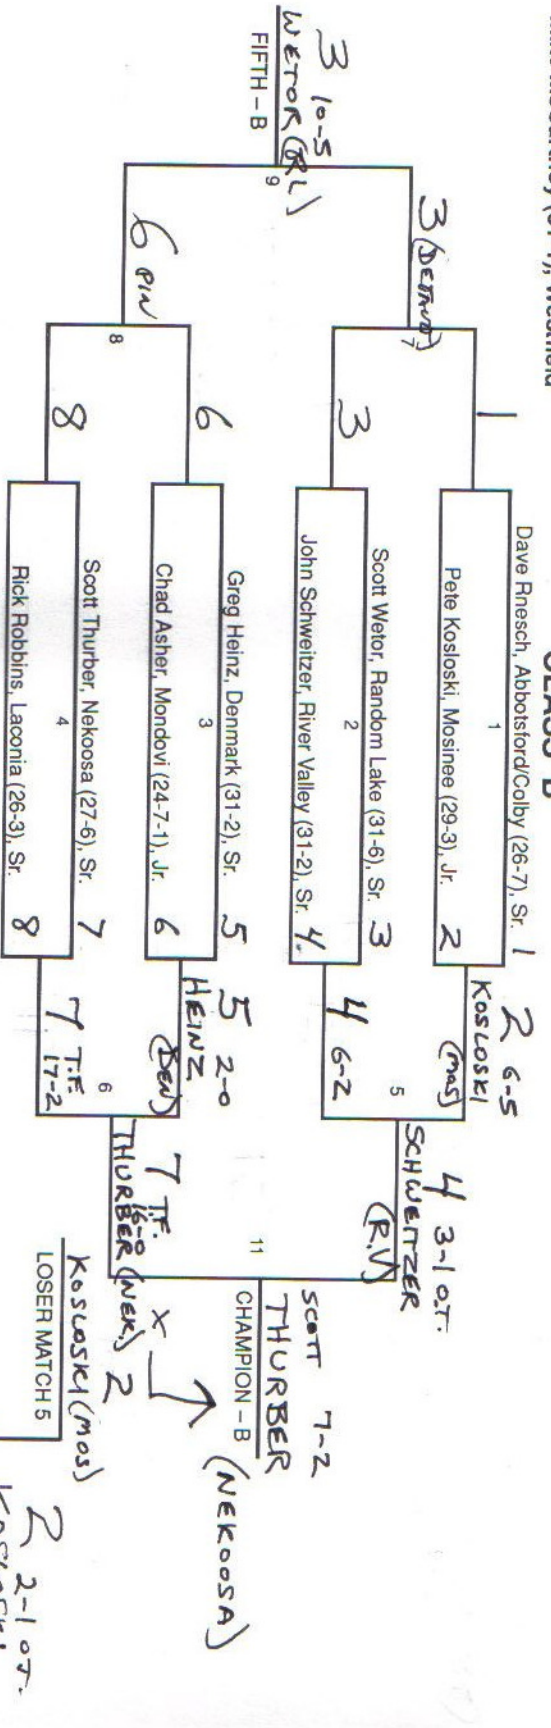 CLASS B
Dave Rnesch, Abbotsford/Colby (26-7), Sr. 1
1
Pete Kosloski, Mosinee (29-3), Jr. 2
Scott Wetor, Random Lake (31-6), Sr. 3
2
John Schweitzer, River Valley (31-2), Sr. 4
Greg Heinz, Denmark (31-2), Sr. 5
3
Chad Asher, Mondovi (24-7-1), Jr. 6
Scott Thurber, Nekoosa (27-6), Sr. 7
4
Rick Robbins, Laconia (26-3), Sr. 8
1
3
6
8
3 (DEFAULT)
7
6 PIN
8
3 10-5
WETOR (RL)
FIFTH – B
9
2 6-5
KOSLOSKI
(MOS)
4 6-2
5
5 2-0
HEINZ
(DEN)
7 T.F.
17-2
6
4 3-1 O.T.
SCHWEITZER
(R.V)
7 T.F.
16-0
THURBER (NEK.)
11
SCOTT 7-2
THURBER
CHAMPION – B
(NEKOOSA)
X
2
KOSLOSKI (MOS)
LOSER MATCH 5
2 2-1 O.T.